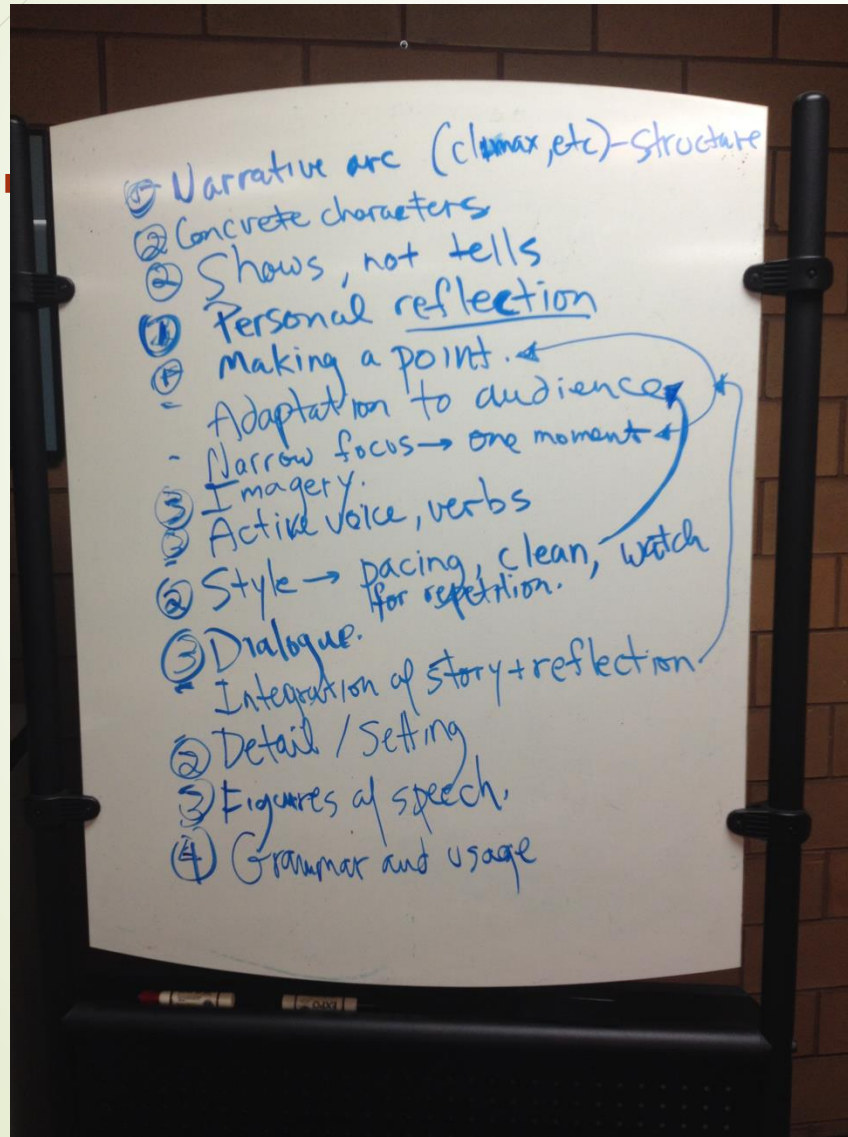 ① Narrative arc (climax, etc) - structure
② Concrete characters
② Shows, not tells
① Personal reflection
① Making a point.
- Adaptation to audience
- Narrow focus → one moment
③ Imagery.
③ Active voice, verbs
② Style → pacing, clean, watch
for repetition.
③ Dialogue.
- Integration of story + reflection
② Detail / Setting
③ Figures of speech.
④ Grammar and usage
EXPO